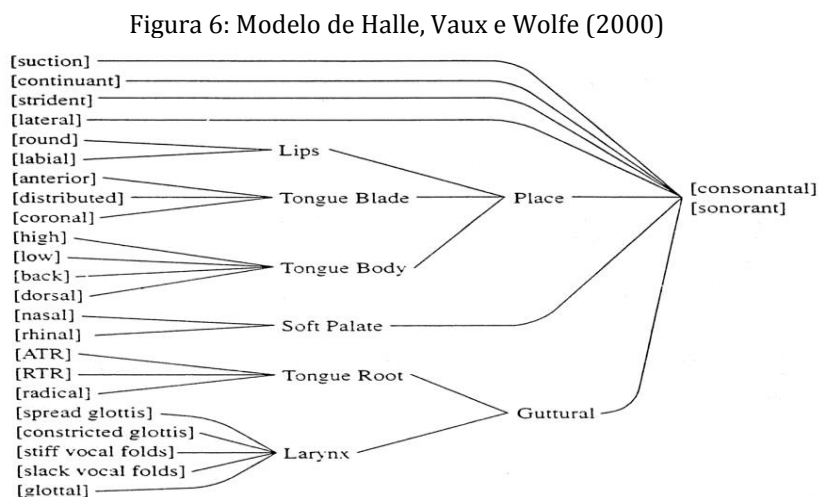 Figura 6: Modelo de Halle, Vaux e Wolfe (2000)
[suction]
[continuant]
[strident]
[lateral]
[round]
[labial]
Lips
[anterior]
[distributed]
[coronal]
Tongue Blade
Place
[consonantal]
[sonorant]
[high]
[low]
[back]
[dorsal]
Tongue Body
[nasal]
[rhinal]
Soft Palate
[ATR]
[RTR]
[radical]
Tongue Root
Guttural
[spread glottis]
[constricted glottis]
[stiff vocal folds]
[slack vocal folds]
[glottal]
Larynx